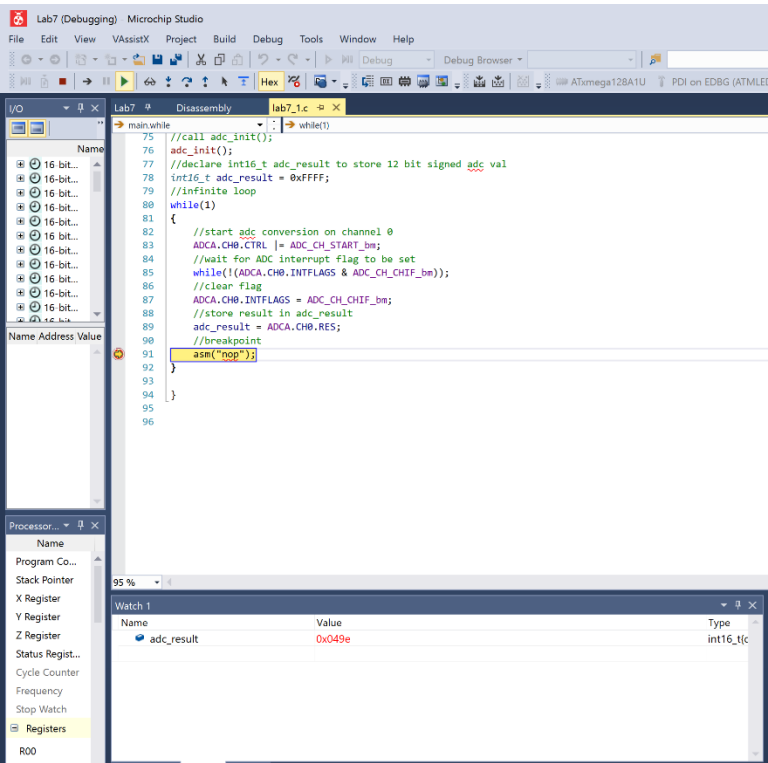 Lab7 (Debugging) - Microchip Studio
File Edit View VAssistX Project Build Debug Tools Window Help
Debug Debug Browser
Hex ATxmega128A1U PDI on EDBG (ATMLED
I/O
Lab7 Disassembly lab7_1.c
main.while while(1)
Name
16-bit...
16-bit...
16-bit...
16-bit...
16-bit...
16-bit...
16-bit...
16-bit...
16-bit...
16-bit...
16-bit...
16-bit...
Name Address Value
75 //call adc_init();
76 adc_init();
77 //declare int16_t adc_result to store 12 bit signed adc val
78 int16_t adc_result = 0xFFFF;
79 //infinite loop
80 while(1)
81 {
82 //start adc conversion on channel 0
83 ADCA.CH0.CTRL |= ADC_CH_START_bm;
84 //wait for ADC interrupt flag to be set
85 while(!(ADCA.CH0.INTFLAGS & ADC_CH_CHIF_bm));
86 //clear flag
87 ADCA.CH0.INTFLAGS = ADC_CH_CHIF_bm;
88 //store result in adc_result
89 adc_result = ADCA.CH0.RES;
90 //breakpoint
91 asm("nop");
92 }
93
94 }
95
96
95 %
Processor...
Name
Program Co...
Stack Pointer
X Register
Y Register
Z Register
Status Regist...
Cycle Counter
Frequency
Stop Watch
Registers
R00
Watch 1
Name Value Type
adc_result 0x049e int16_t{c